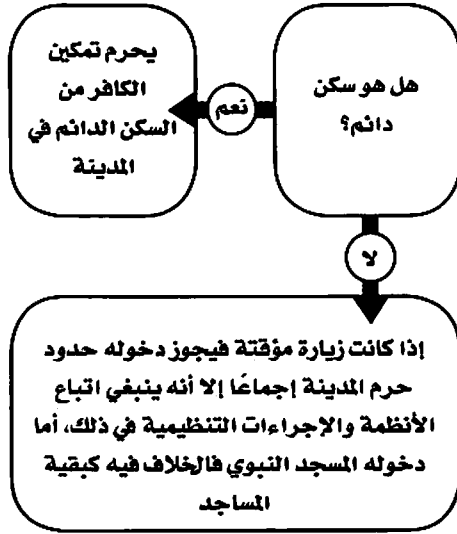 هل هو سكن
دائم؟
نعم
يحرم تمكين
الكافر من
السكن الدائم في
المدينة
لا
إذا كانت زيارة مؤقتة فيجوز دخوله حدود
حرم المدينة إجماعًا إلا أنه ينبغي اتباع
الأنظمة والإجراءات التنظيمية في ذلك، أما
دخوله المسجد النبوي فالخلاف فيه كبقية
المساجد